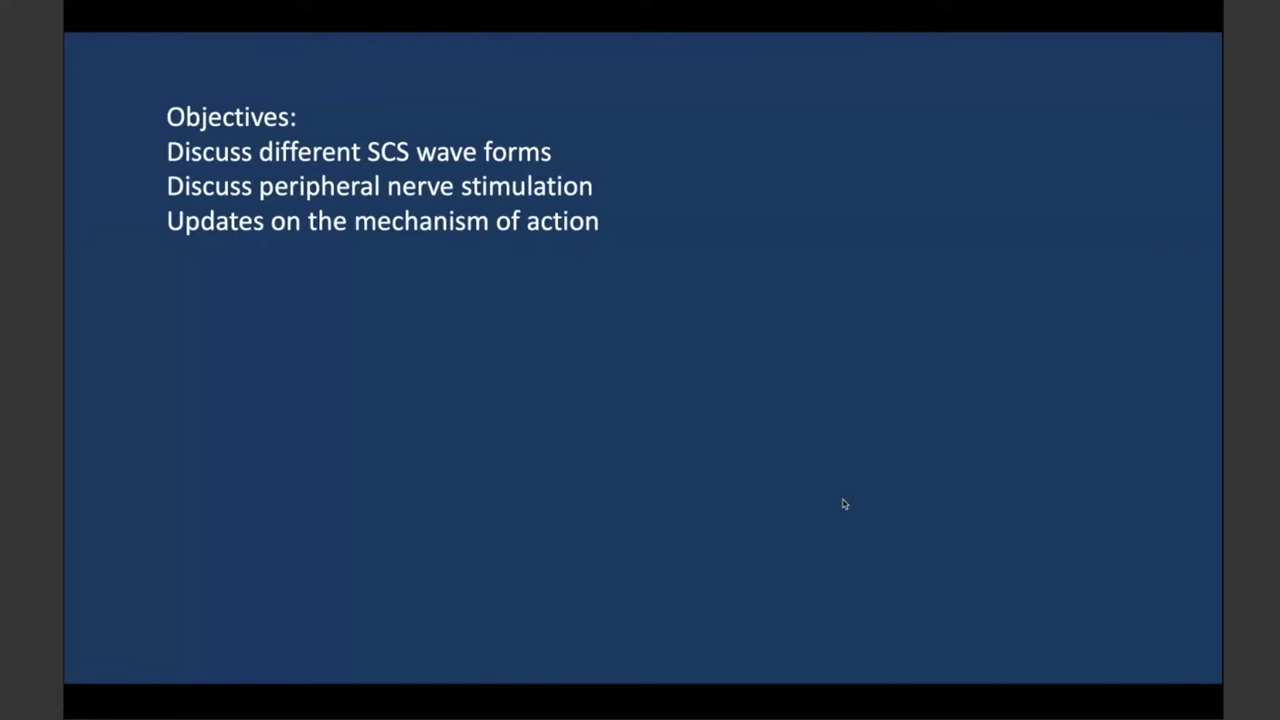 Objectives:
Discuss different SCS wave forms
Discuss peripheral nerve stimulation
Updates on the mechanism of action